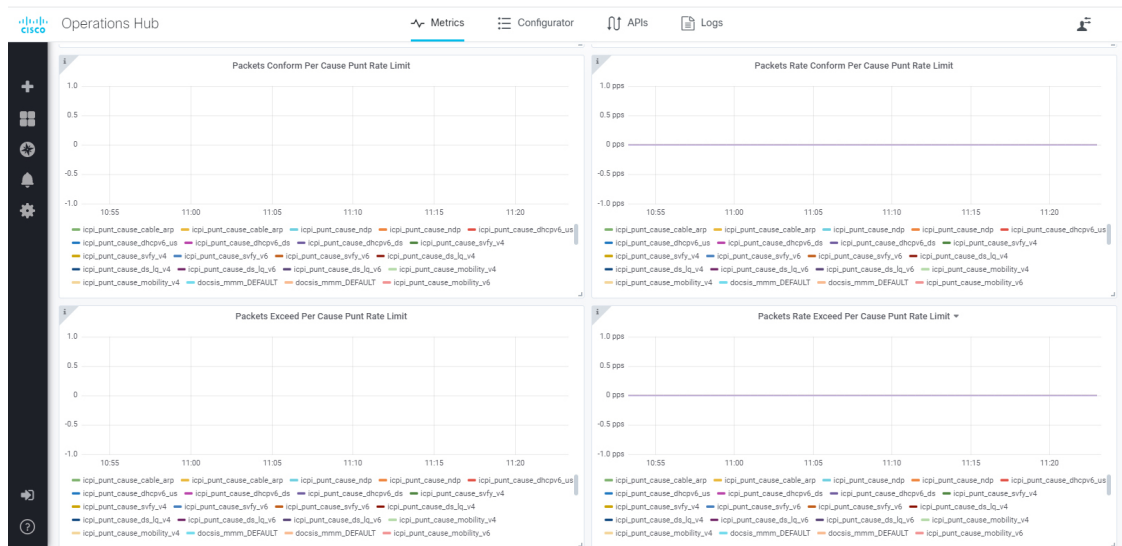 cisco Operations Hub Metrics Configurator APIs Logs
Packets Conform Per Cause Punt Rate Limit
1.0
0.5
0
-0.5
-1.0
10:55 11:00 11:05 11:10 11:15 11:20
icpi_punt_cause_cable_arp icpi_punt_cause_cable_arp icpi_punt_cause_ndp icpi_punt_cause_ndp icpi_punt_cause_dhcpv6_us
icpi_punt_cause_dhcpv6_us icpi_punt_cause_dhcpv6_ds icpi_punt_cause_dhcpv6_ds icpi_punt_cause_svfy_v4
icpi_punt_cause_svfy_v4 icpi_punt_cause_svfy_v6 icpi_punt_cause_svfy_v6 icpi_punt_cause_ds_lq_v4
icpi_punt_cause_ds_lq_v4 icpi_punt_cause_ds_lq_v6 icpi_punt_cause_ds_lq_v6 icpi_punt_cause_mobility_v4
icpi_punt_cause_mobility_v4 docsis_mmm_DEFAULT docsis_mmm_DEFAULT icpi_punt_cause_mobility_v6
Packets Rate Conform Per Cause Punt Rate Limit
1.0 pps
0.5 pps
0 pps
-0.5 pps
-1.0 pps
10:55 11:00 11:05 11:10 11:15 11:20
icpi_punt_cause_cable_arp icpi_punt_cause_cable_arp icpi_punt_cause_ndp icpi_punt_cause_ndp icpi_punt_cause_dhcpv6_us
icpi_punt_cause_dhcpv6_us icpi_punt_cause_dhcpv6_ds icpi_punt_cause_dhcpv6_ds icpi_punt_cause_svfy_v4
icpi_punt_cause_svfy_v4 icpi_punt_cause_svfy_v6 icpi_punt_cause_svfy_v6 icpi_punt_cause_ds_lq_v4
icpi_punt_cause_ds_lq_v4 icpi_punt_cause_ds_lq_v6 icpi_punt_cause_ds_lq_v6 icpi_punt_cause_mobility_v4
icpi_punt_cause_mobility_v4 docsis_mmm_DEFAULT docsis_mmm_DEFAULT icpi_punt_cause_mobility_v6
Packets Exceed Per Cause Punt Rate Limit
1.0
0.5
0
-0.5
-1.0
10:55 11:00 11:05 11:10 11:15 11:20
icpi_punt_cause_cable_arp icpi_punt_cause_cable_arp icpi_punt_cause_ndp icpi_punt_cause_ndp icpi_punt_cause_dhcpv6_us
icpi_punt_cause_dhcpv6_us icpi_punt_cause_dhcpv6_ds icpi_punt_cause_dhcpv6_ds icpi_punt_cause_svfy_v4
icpi_punt_cause_svfy_v4 icpi_punt_cause_svfy_v6 icpi_punt_cause_svfy_v6 icpi_punt_cause_ds_lq_v4
icpi_punt_cause_ds_lq_v4 icpi_punt_cause_ds_lq_v6 icpi_punt_cause_ds_lq_v6 icpi_punt_cause_mobility_v4
icpi_punt_cause_mobility_v4 docsis_mmm_DEFAULT docsis_mmm_DEFAULT icpi_punt_cause_mobility_v6
Packets Rate Exceed Per Cause Punt Rate Limit
1.0 pps
0.5 pps
0 pps
-0.5 pps
-1.0 pps
10:55 11:00 11:05 11:10 11:15 11:20
icpi_punt_cause_cable_arp icpi_punt_cause_cable_arp icpi_punt_cause_ndp icpi_punt_cause_ndp icpi_punt_cause_dhcpv6_us
icpi_punt_cause_dhcpv6_us icpi_punt_cause_dhcpv6_ds icpi_punt_cause_dhcpv6_ds icpi_punt_cause_svfy_v4
icpi_punt_cause_svfy_v4 icpi_punt_cause_svfy_v6 icpi_punt_cause_svfy_v6 icpi_punt_cause_ds_lq_v4
icpi_punt_cause_ds_lq_v4 icpi_punt_cause_ds_lq_v6 icpi_punt_cause_ds_lq_v6 icpi_punt_cause_mobility_v4
icpi_punt_cause_mobility_v4 docsis_mmm_DEFAULT docsis_mmm_DEFAULT icpi_punt_cause_mobility_v6